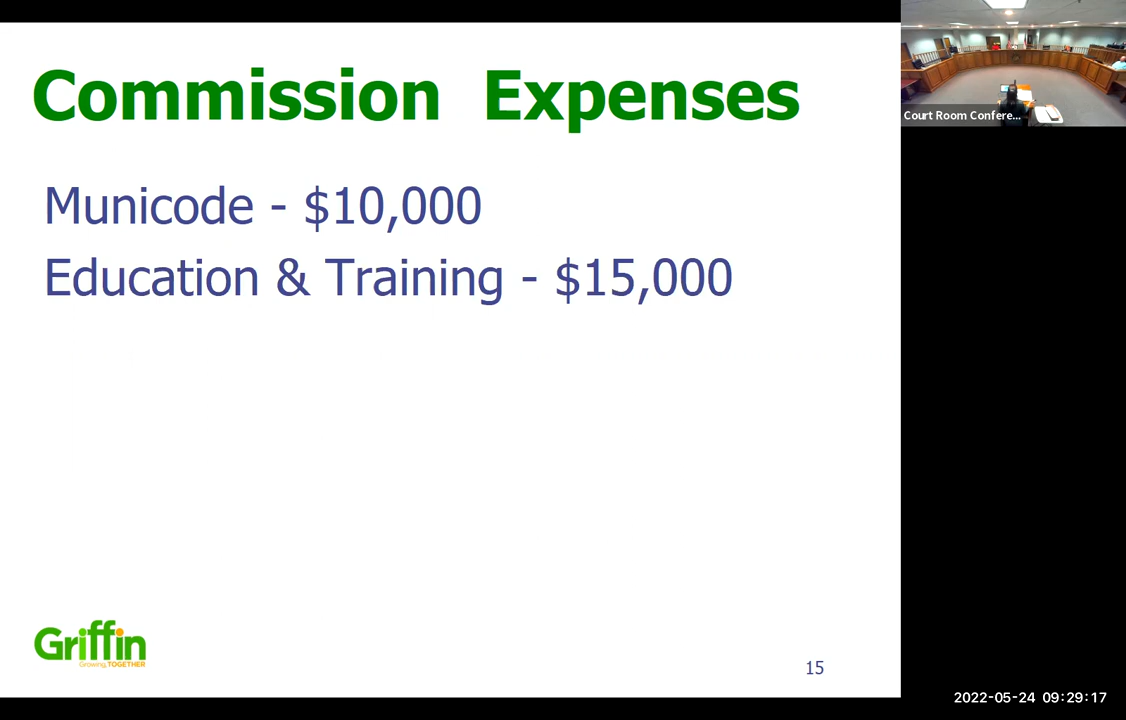 Commission Expenses
Court Room Confere...
Municode - $10,000
Education & Training - $15,000
Griffin
Growing, TOGETHER
15
2022-05-24 09:29:17